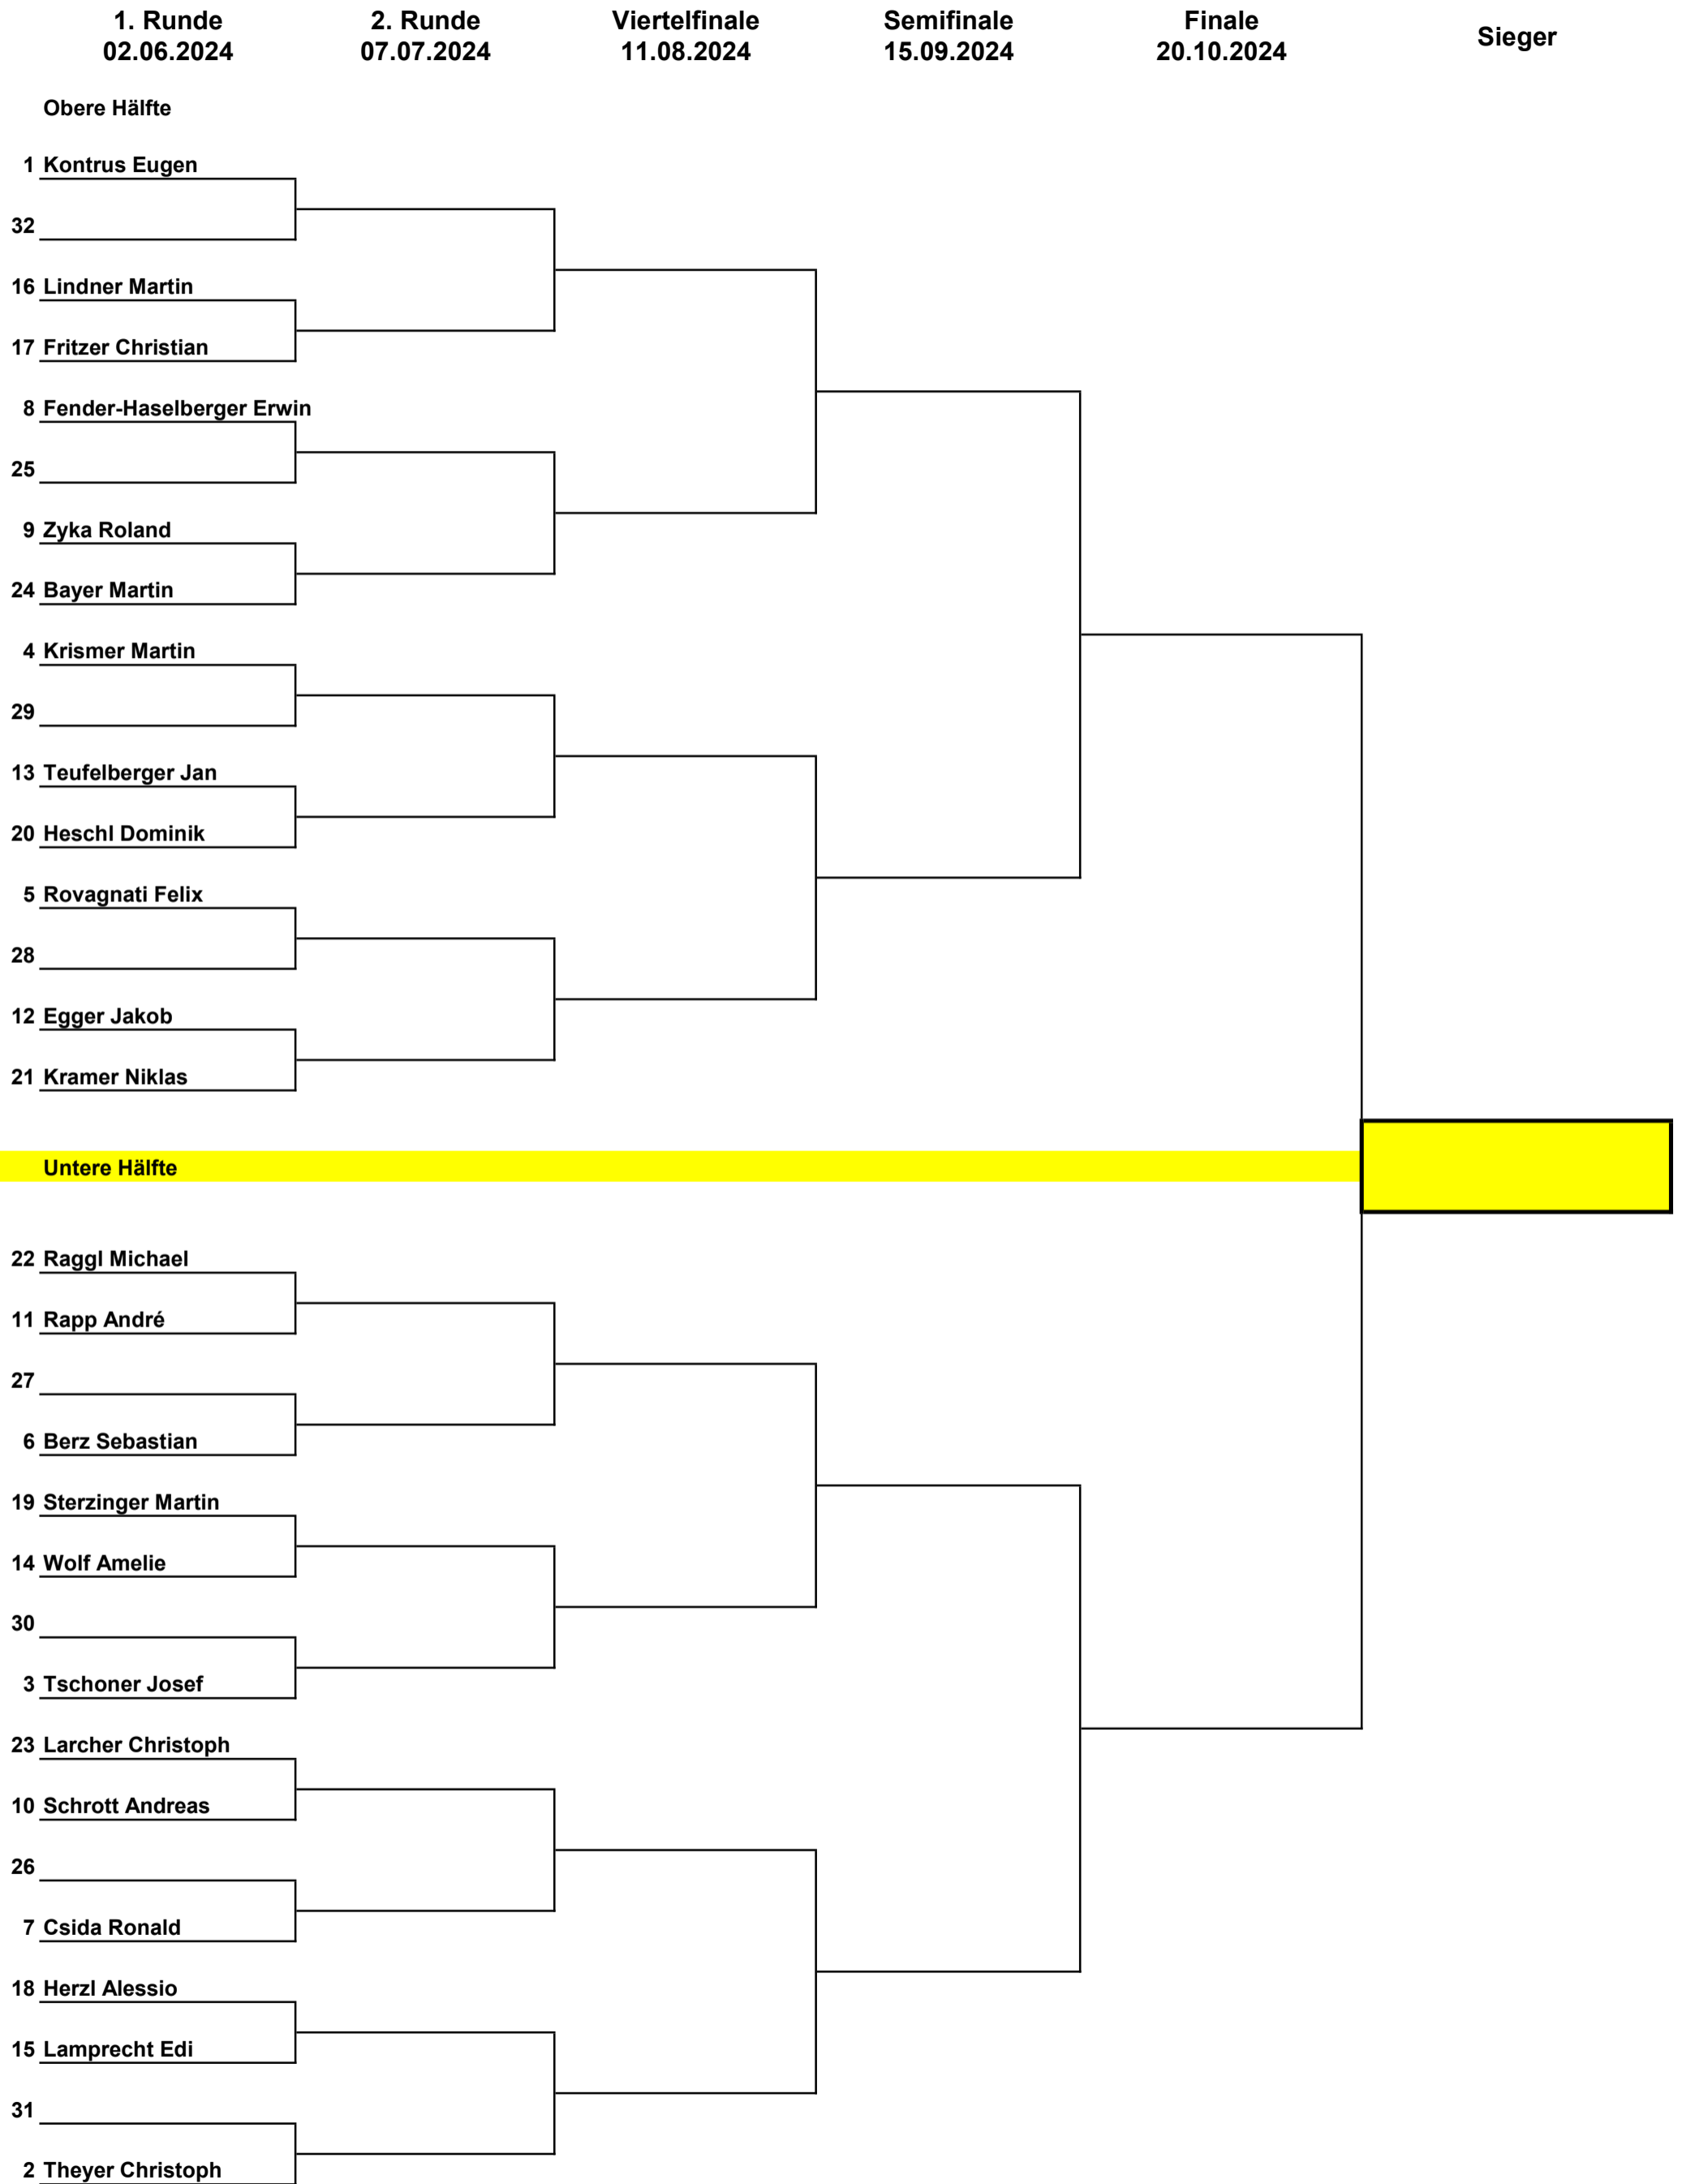 1. Runde 2. Runde Viertelfinale Semifinale Finale Sieger
02.06.2024 07.07.2024 11.08.2024 15.09.2024 20.10.2024
Obere Hälfte
1 Kontrus Eugen
32
16 Lindner Martin
17 Fritzer Christian
8 Fender-Haselberger Erwin
25
9 Zyka Roland
24 Bayer Martin
4 Krismer Martin
29
13 Teufelberger Jan
20 Heschl Dominik
5 Rovagnati Felix
28
12 Egger Jakob
21 Kramer Niklas
Untere Hälfte
22 Raggl Michael
11 Rapp André
27
6 Berz Sebastian
19 Sterzinger Martin
14 Wolf Amelie
30
3 Tschoner Josef
23 Larcher Christoph
10 Schrott Andreas
26
7 Csida Ronald
18 Herzl Alessio
15 Lamprecht Edi
31
2 Theyer Christoph